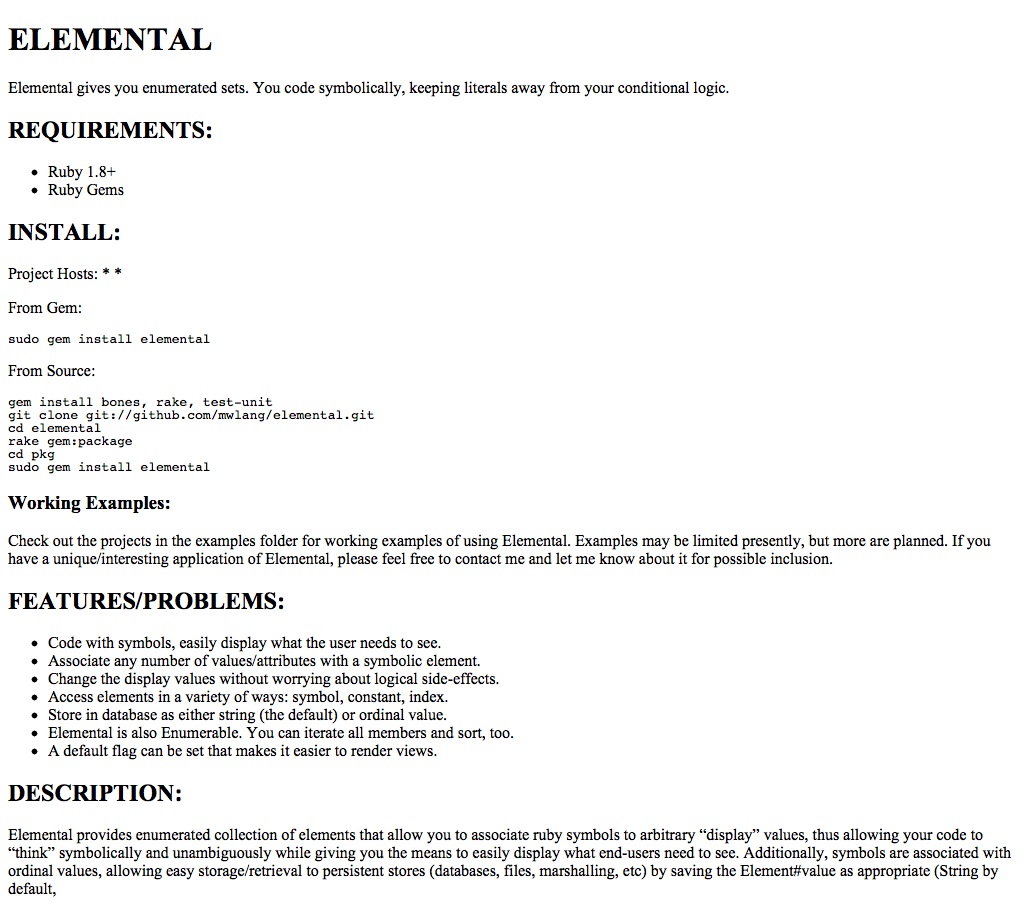 ELEMENTAL
Elemental gives you enumerated sets. You code symbolically, keeping literals away from your conditional logic.
REQUIREMENTS:
• Ruby 1.8+
• Ruby Gems
INSTALL:
Project Hosts: * *
From Gem:
sudo gem install elemental
From Source:
gem install bones, rake, test-unit
git clone git://github.com/mwlang/elemental.git
cd elemental
rake gem:package
cd pkg
sudo gem install elemental
Working Examples:
Check out the projects in the examples folder for working examples of using Elemental. Examples may be limited presently, but more are planned. If you
have a unique/interesting application of Elemental, please feel free to contact me and let me know about it for possible inclusion.
FEATURES/PROBLEMS:
• Code with symbols, easily display what the user needs to see.
• Associate any number of values/attributes with a symbolic element.
• Change the display values without worrying about logical side-effects.
• Access elements in a variety of ways: symbol, constant, index.
• Store in database as either string (the default) or ordinal value.
• Elemental is also Enumerable. You can iterate all members and sort, too.
• A default flag can be set that makes it easier to render views.
DESCRIPTION:
Elemental provides enumerated collection of elements that allow you to associate ruby symbols to arbitrary “display” values, thus allowing your code to
“think” symbolically and unambiguously while giving you the means to easily display what end-users need to see. Additionally, symbols are associated with
ordinal values, allowing easy storage/retrieval to persistent stores (databases, files, marshalling, etc) by saving the Element#value as appropriate (String by
default,